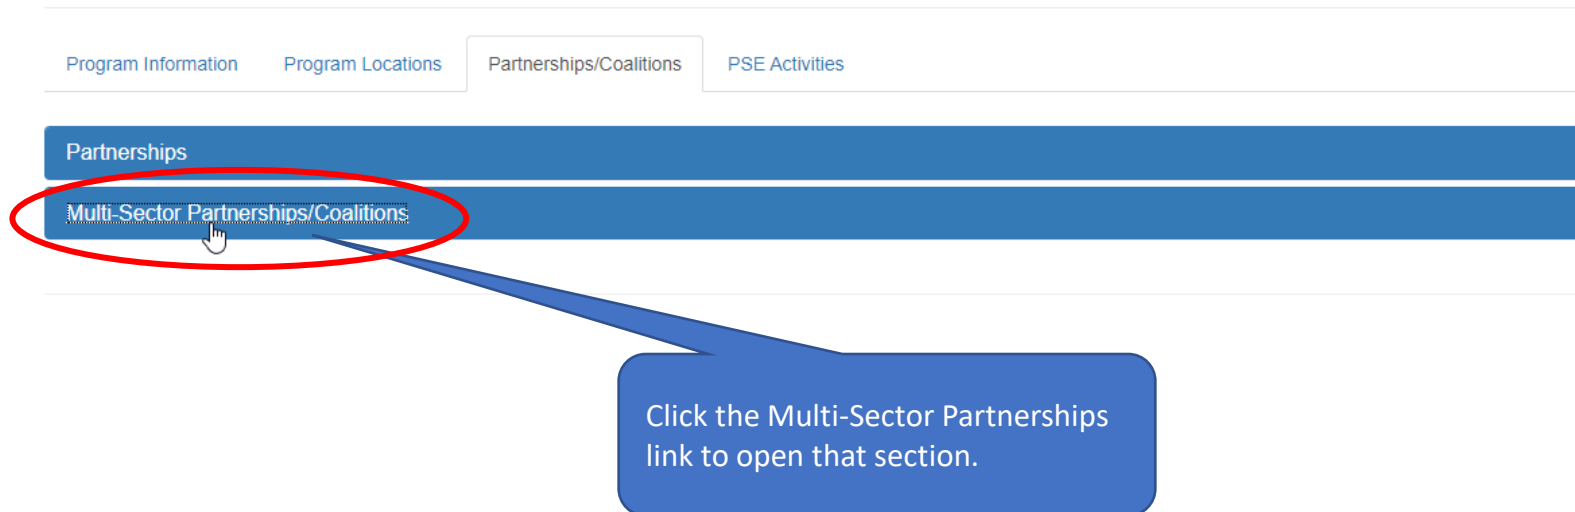 Program Information Program Locations Partnerships/Coalitions PSE Activities
Partnerships
Multi-Sector Partnerships/Coalitions
Click the Multi-Sector Partnerships
link to open that section.